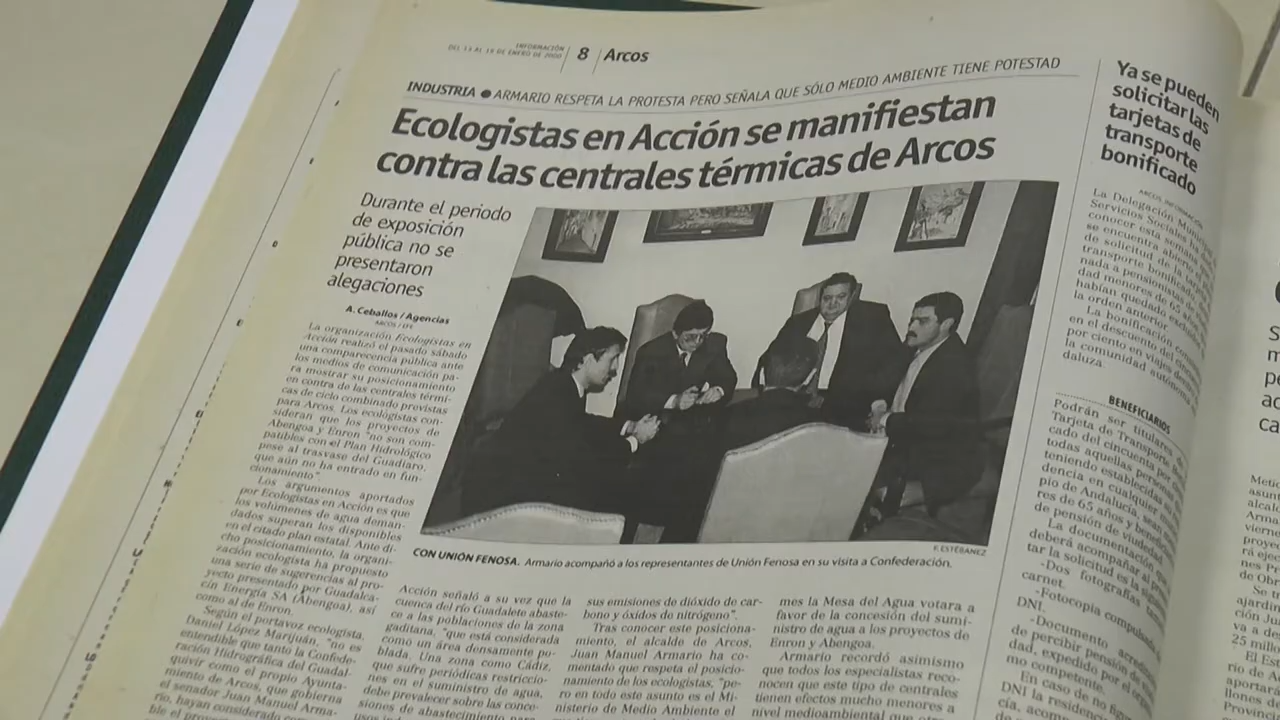 INFORMACIÓN
DEL 13 AL 19 DE ENERO DE 2000
8 Arcos
INDUSTRIA ● ARMARIO RESPETA LA PROTESTA PERO SEÑALA QUE SÓLO MEDIO AMBIENTE TIENE POTESTAD
Ecologistas en Acción se manifiestan
contra las centrales térmicas de Arcos
Durante el periodo
de exposición
pública no se
presentaron
alegaciones
A. Ceballos / Agencias
ARCOS / EFE
La organización Ecologistas en
Acción realizó el pasado sábado
una comparecencia pública ante
los medios de comunicación pa-
ra mostrar su posicionamiento
en contra de las centrales térmi-
cas de ciclo combinado previstas
para Arcos. Los ecologistas con-
sideran que los proyectos de
Abengoa y Enron "no son com-
patibles con el Plan Hidrológico
pese al trasvase del Guadiaro,
que aún no ha entrado en fun-
cionamiento".
Los argumentos aportados
por Ecologistas en Acción es que
los volúmenes de agua deman-
dados superan los disponibles
en el citado plan estatal. Ante di-
cho posicionamiento, la organi-
zación ecologista ha propuesto
una serie de sugerencias al pro-
yecto presentado por Guadalca-
cín Energía SA (Abengoa), así
como al de Enron.
Según el portavoz ecologista,
Daniel López Marijuán, "no es
entendible que tanto la Confede-
ración Hidrográfica del Guadal-
quivir como el propio Ayunta-
miento de Arcos, que gobierna
el senador Juan Manuel Arma-
rio, hayan considerado
F. ESTÉBANEZ
CON UNIÓN FENOSA. Armario acompañó a los representantes de Unión Fenosa en su visita a Confederación.
Acción señaló a su vez que la
cuenca del río Guadalete abaste-
ce a las poblaciones de la zona
gaditana, "que está considerada
como un área densamente po-
blada. Una zona como Cádiz,
que sufre periódicas restriccio-
nes en el suministro de agua,
debe prevalecer sobre las conce-
siones de abastecimiento
sus emisiones de dióxido de car-
bono y óxidos de nitrógeno".
Tras conocer este posiciona-
miento, el alcalde de Arcos,
Juan Manuel Armario ha co-
mentado que respeta el posicio-
namiento de los ecologistas, "pe-
ro en todo este asunto es el Mi-
nisterio de Medio Ambiente el
mes la Mesa del Agua votara a
favor de la concesión del sumi-
nistro de agua a los proyectos de
Enron y Abengoa.
Armario recordó asimismo
que todos los especialistas reco-
nocen que este tipo de centrales
tienen efectos mucho menores a
nivel medioambiental que
Ya se pueden
solicitar las
tarjetas de
transporte
bonificado
ARCOS INFORMACIÓN
La Delegación
Servicios Sociales ha
conocer esta semana
se encuentra abierto
de solicitud de la tarjeta
transporte bonificado
nada a pensionistas
dad menores de 65 años
habían quedado
la orden anterior.
La bonificación
en el descuento del
por ciento en viajes
la comunidad autónoma
daluza.
BENEFICIARIOS
Podrán ser titulares
Tarjeta de Transporte
cado del cincuenta por
todas aquellas personas
teniendo establecida su
dencia en cualquier
pio de Andalucía, sean
res de 65 años y
de pensión de viudedad
La documentación
deberá acompañar al
tar la solicitud es la
-Dos fotografías
carnet.
-Fotocopia compulsada
DNI.
-Documento
de percibir pensión de
dad, expedido por el
mo competente.
En caso de no
DNI la residencia
cía,